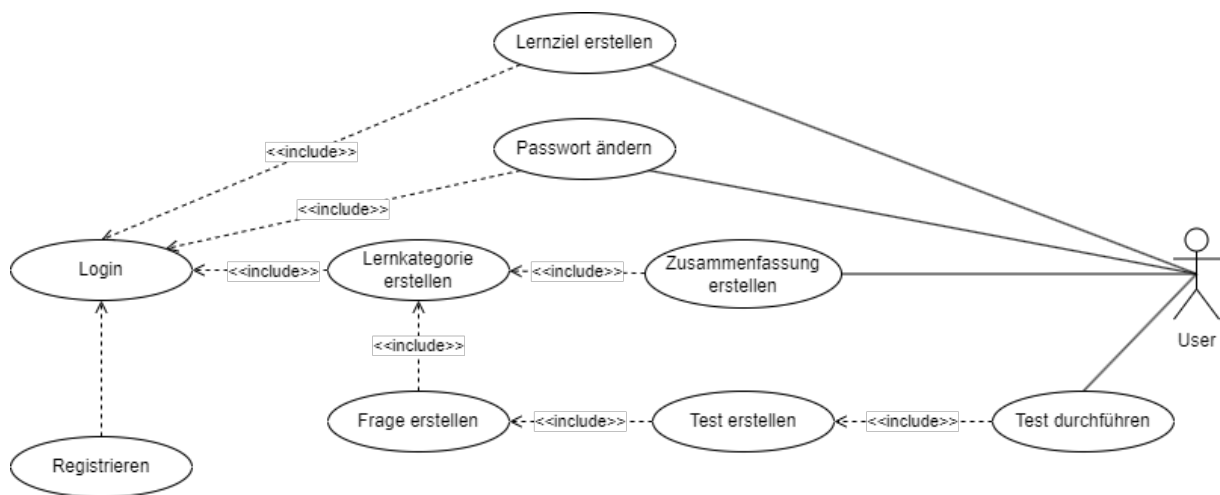 Lernziel erstellen
Passwort ändern
<<include>>
<<include>>
Login
<<include>>
Lernkategorie
erstellen
<<include>>
Zusammenfassung
erstellen
User
<<include>>
Frage erstellen
<<include>>
Test erstellen
<<include>>
Test durchführen
Registrieren